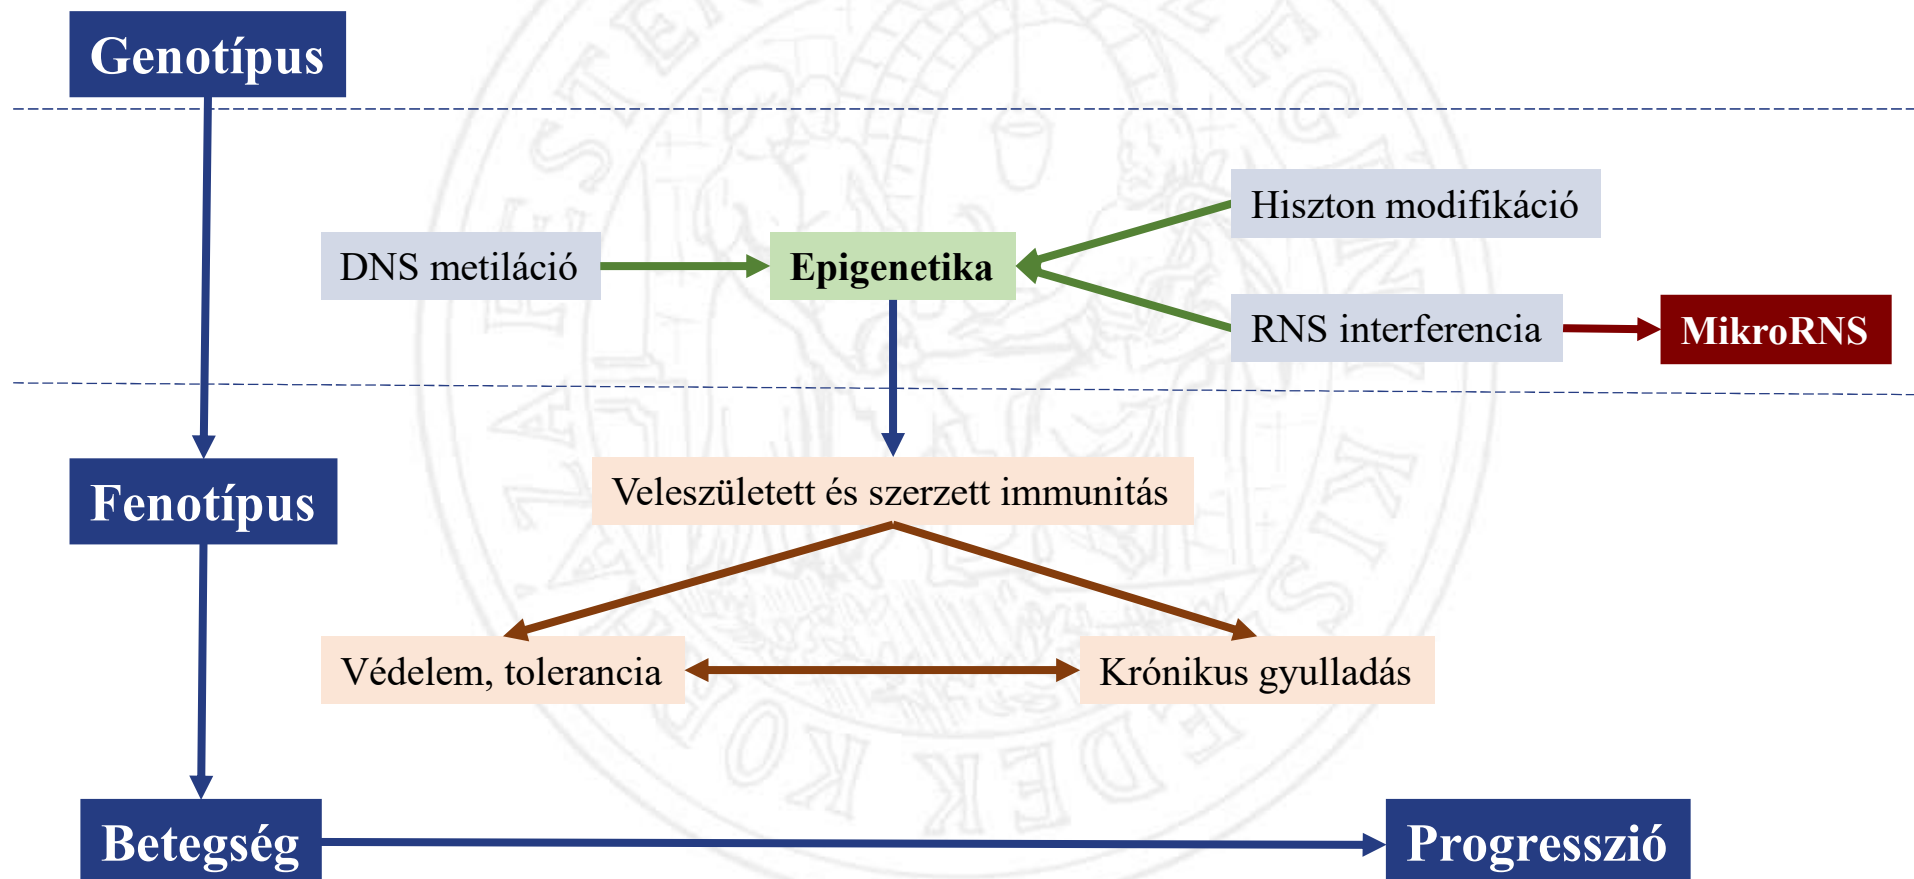 Genotípus
Hiszton modifikáció
DNS metiláció
Epigenetika
RNS interferencia
MikroRNS
Fenotípus
Veleszületett és szerzett immunitás
Védelem, tolerancia
Krónikus gyulladás
Betegség
Progresszió